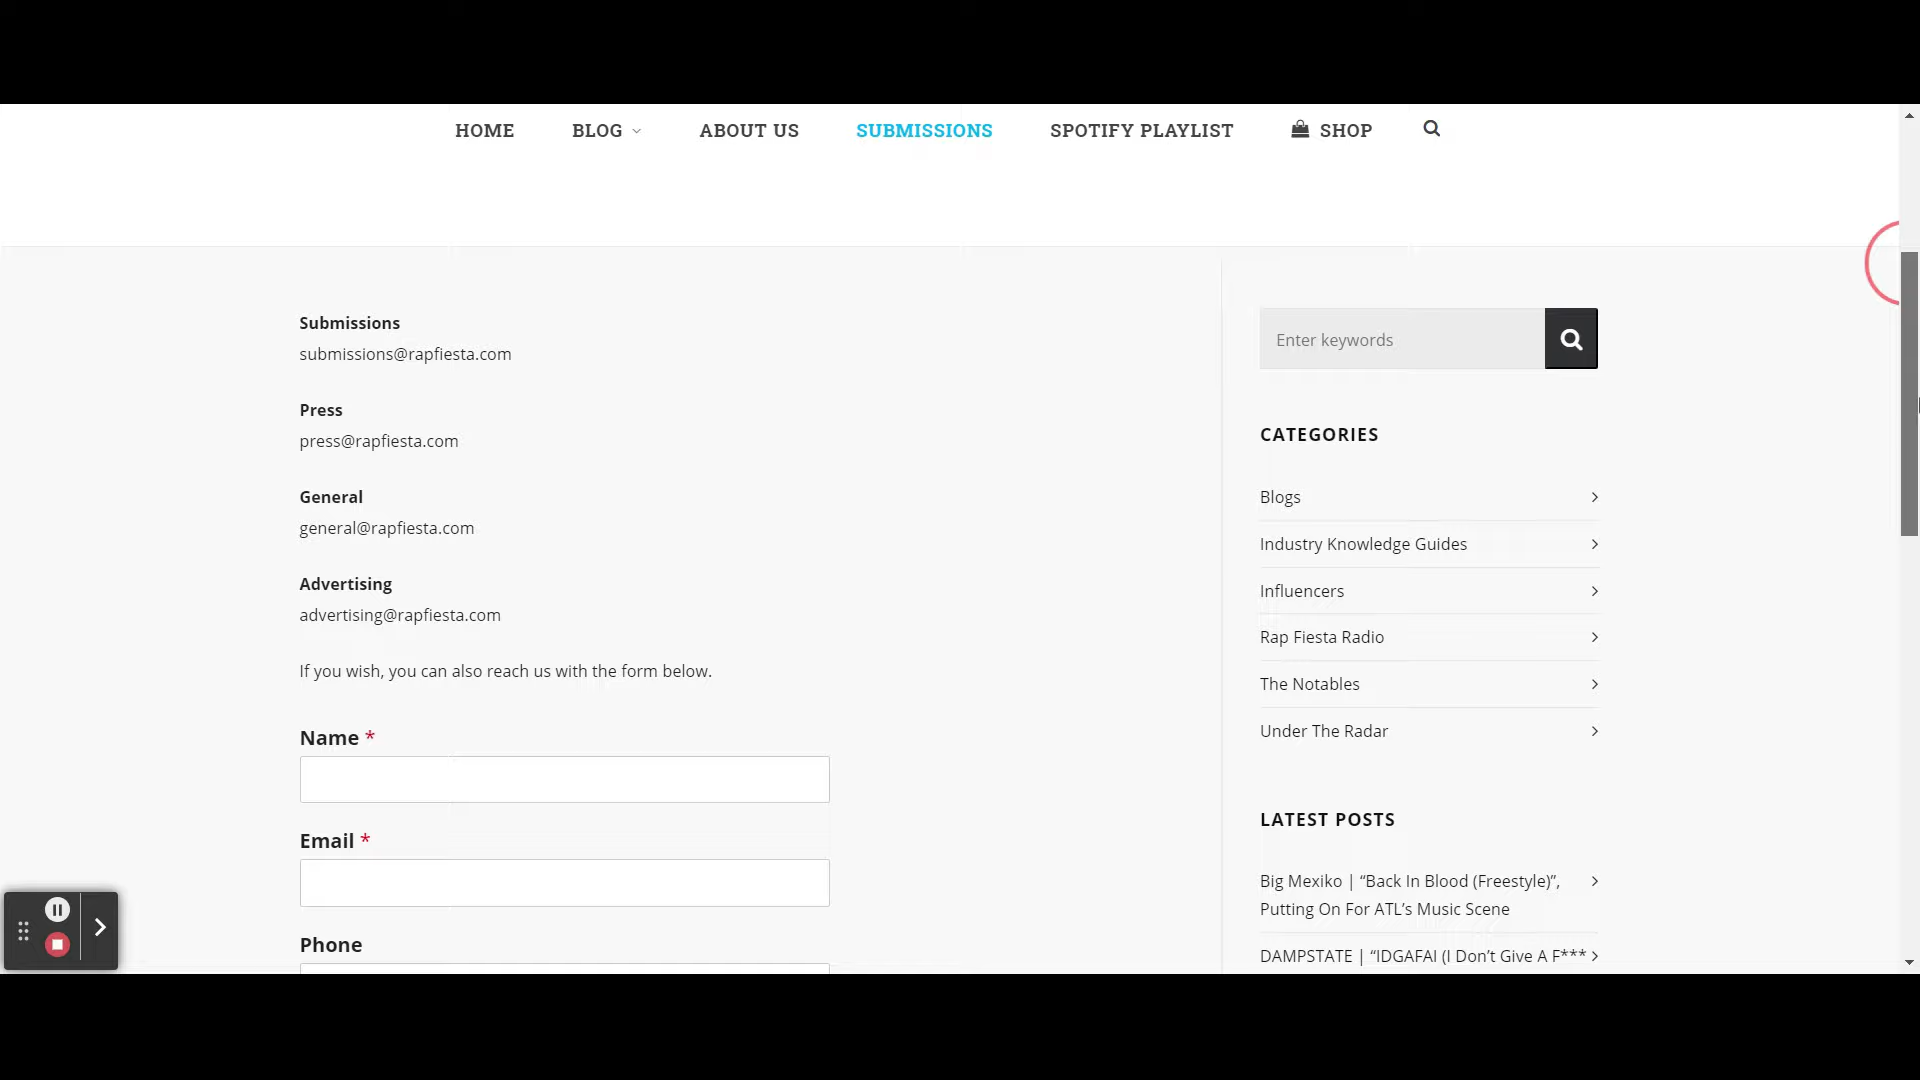 HOME BLOG ABOUT US SUBMISSIONS SPOTIFY PLAYLIST SHOP
Submissions
submissions@rapfiesta.com
Press
press@rapfiesta.com
General
general@rapfiesta.com
Advertising
advertising@rapfiesta.com
If you wish, you can also reach us with the form below.
Name *
Email *
Phone
Enter keywords
CATEGORIES
Blogs
Industry Knowledge Guides
Influencers
Rap Fiesta Radio
The Notables
Under The Radar
LATEST POSTS
Big Mexiko | “Back In Blood (Freestyle)”,
Putting On For ATL’s Music Scene
DAMPSTATE | “IDGAFAI (I Don’t Give A F***